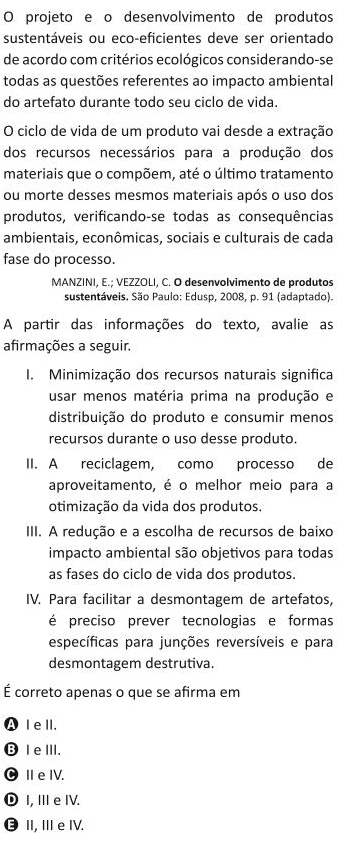 O projeto e o desenvolvimento de produtos
sustentáveis ou eco-eficientes deve ser orientado
de acordo com critérios ecológicos considerando-se
todas as questões referentes ao impacto ambiental
do artefato durante todo seu ciclo de vida.
O ciclo de vida de um produto vai desde a extração
dos recursos necessários para a produção dos
materiais que o compõem, até o último tratamento
ou morte desses mesmos materiais após o uso dos
produtos, verificando-se todas as consequências
ambientais, econômicas, sociais e culturais de cada
fase do processo.
MANZINI, E.; VEZZOLI, C. O desenvolvimento de produtos
sustentáveis. São Paulo: Edusp, 2008, p. 91 (adaptado).
A partir das informações do texto, avalie as
afirmações a seguir.
I. Minimização dos recursos naturais significa
usar menos matéria prima na produção e
distribuição do produto e consumir menos
recursos durante o uso desse produto.
II. A reciclagem, como processo de
aproveitamento, é o melhor meio para a
otimização da vida dos produtos.
III. A redução e a escolha de recursos de baixo
impacto ambiental são objetivos para todas
as fases do ciclo de vida dos produtos.
IV. Para facilitar a desmontagem de artefatos,
é preciso prever tecnologias e formas
específicas para junções reversíveis e para
desmontagem destrutiva.
É correto apenas o que se afirma em
A I e II.
B I e III.
C II e IV.
D I, III e IV.
E II, III e IV.